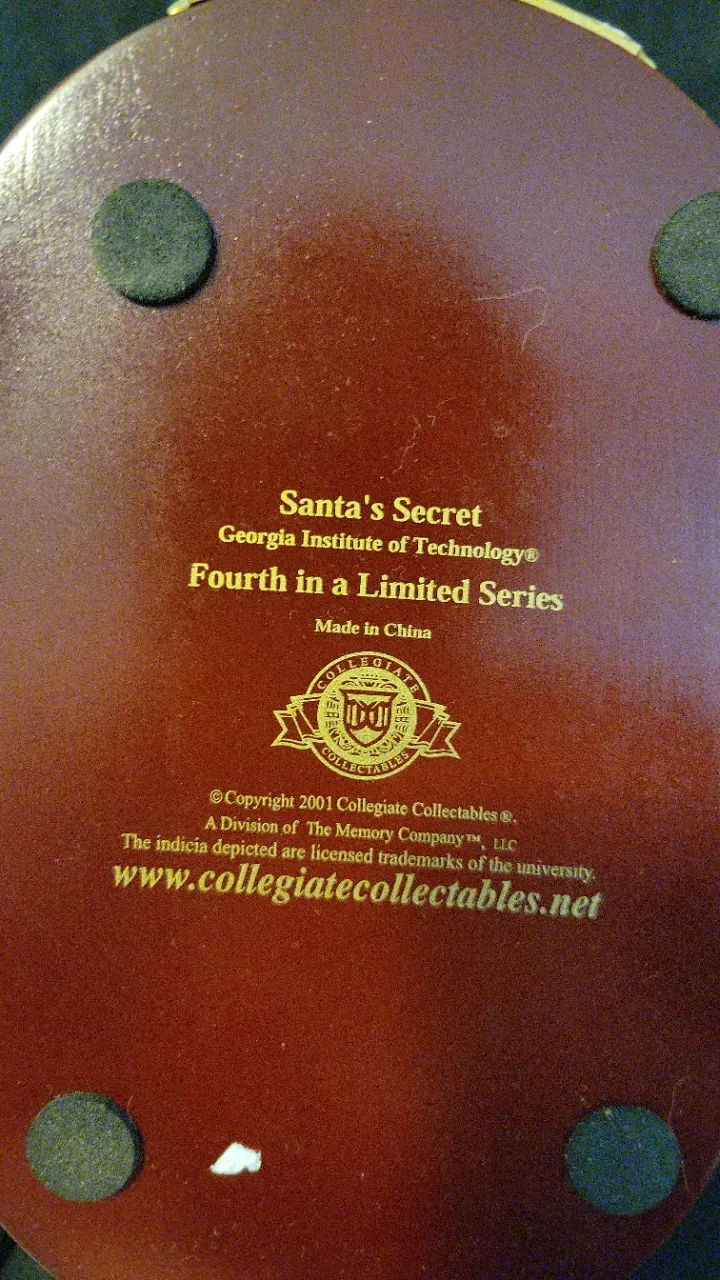 Santa's Secret
Georgia Institute of Technology®
Fourth in a Limited Series
Made in China
COLLEGIATE
COLLECTABLES
©Copyright 2001 Collegiate Collectables®.
A Division of The Memory Company™, LLC
The indicia depicted are licensed trademarks of the university.
www.collegiatecollectables.net